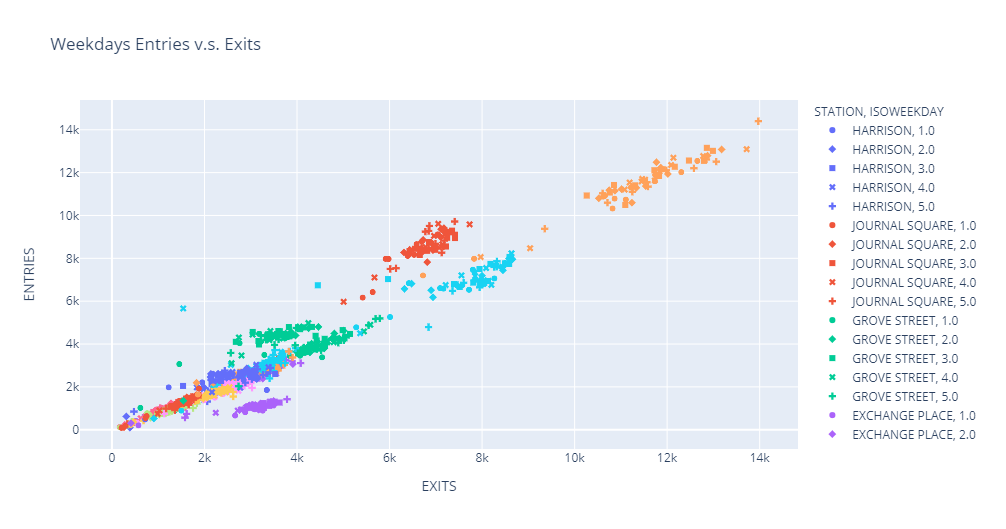 Weekdays Entries v.s. Exits
ENTRIES
14k
12k
10k
8k
6k
4k
2k
0
0 2k 4k 6k 8k 10k 12k 14k
EXITS
STATION, ISOWEEKDAY
HARRISON, 1.0
HARRISON, 2.0
HARRISON, 3.0
HARRISON, 4.0
HARRISON, 5.0
JOURNAL SQUARE, 1.0
JOURNAL SQUARE, 2.0
JOURNAL SQUARE, 3.0
JOURNAL SQUARE, 4.0
JOURNAL SQUARE, 5.0
GROVE STREET, 1.0
GROVE STREET, 2.0
GROVE STREET, 3.0
GROVE STREET, 4.0
GROVE STREET, 5.0
EXCHANGE PLACE, 1.0
EXCHANGE PLACE, 2.0